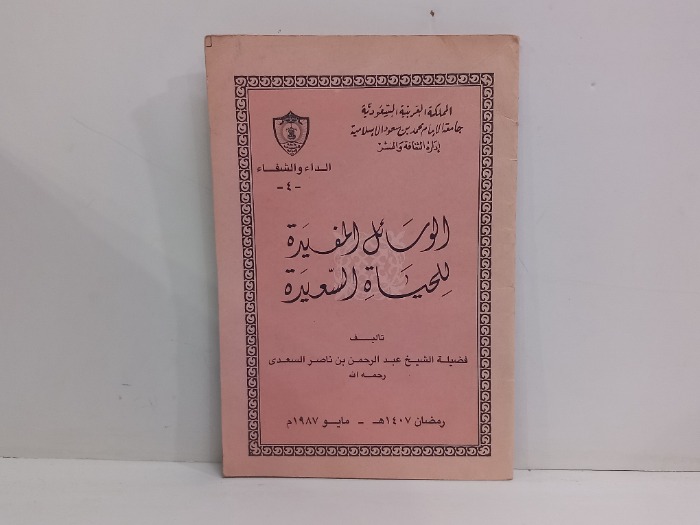 المملكة العربية السعودية
جامعة الإمام محمد بن سعود الإسلامية
إدارة الثقافة والنشر
الداء والشفاء
- ٤ -
الوسائل المفيدة
للحياة السعيدة
تأليف
فضيلة الشيخ عبد الرحمن بن ناصر السعدى
رحمه الله
رمضان ١٤٠٧هـ - مايو ١٩٨٧م